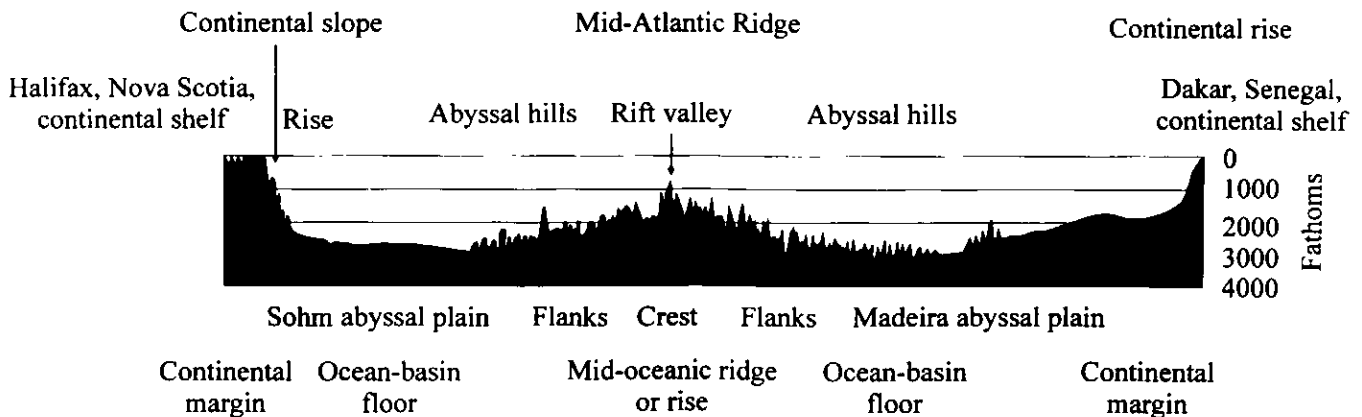 Continental slope
Mid-Atlantic Ridge
Continental rise
Halifax, Nova Scotia,
continental shelf
Rise
Abyssal hills
Rift valley
Abyssal hills
Dakar, Senegal,
continental shelf
0
1000
2000
3000
4000
Fathoms
Sohm abyssal plain
Flanks
Crest
Flanks
Madeira abyssal plain
Continental
margin
Ocean-basin
floor
Mid-oceanic ridge
or rise
Ocean-basin
floor
Continental
margin